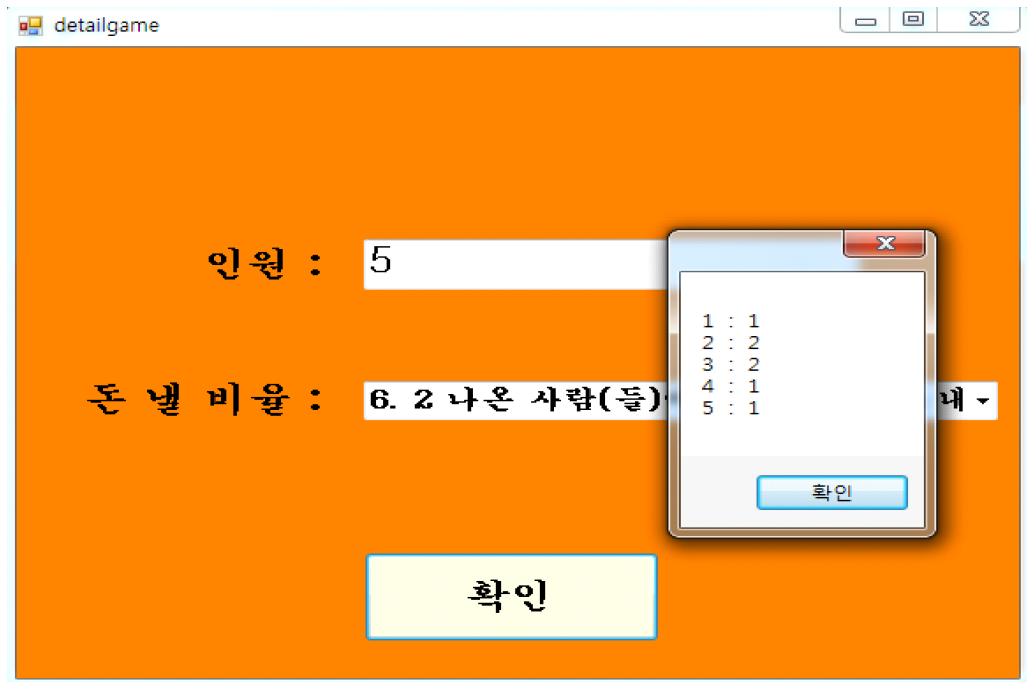 detailgame
인원 : 5
돈 낼 비율 : 6. 2 나온 사람(들) 내
1 : 1
2 : 2
3 : 2
4 : 1
5 : 1
확인
확인